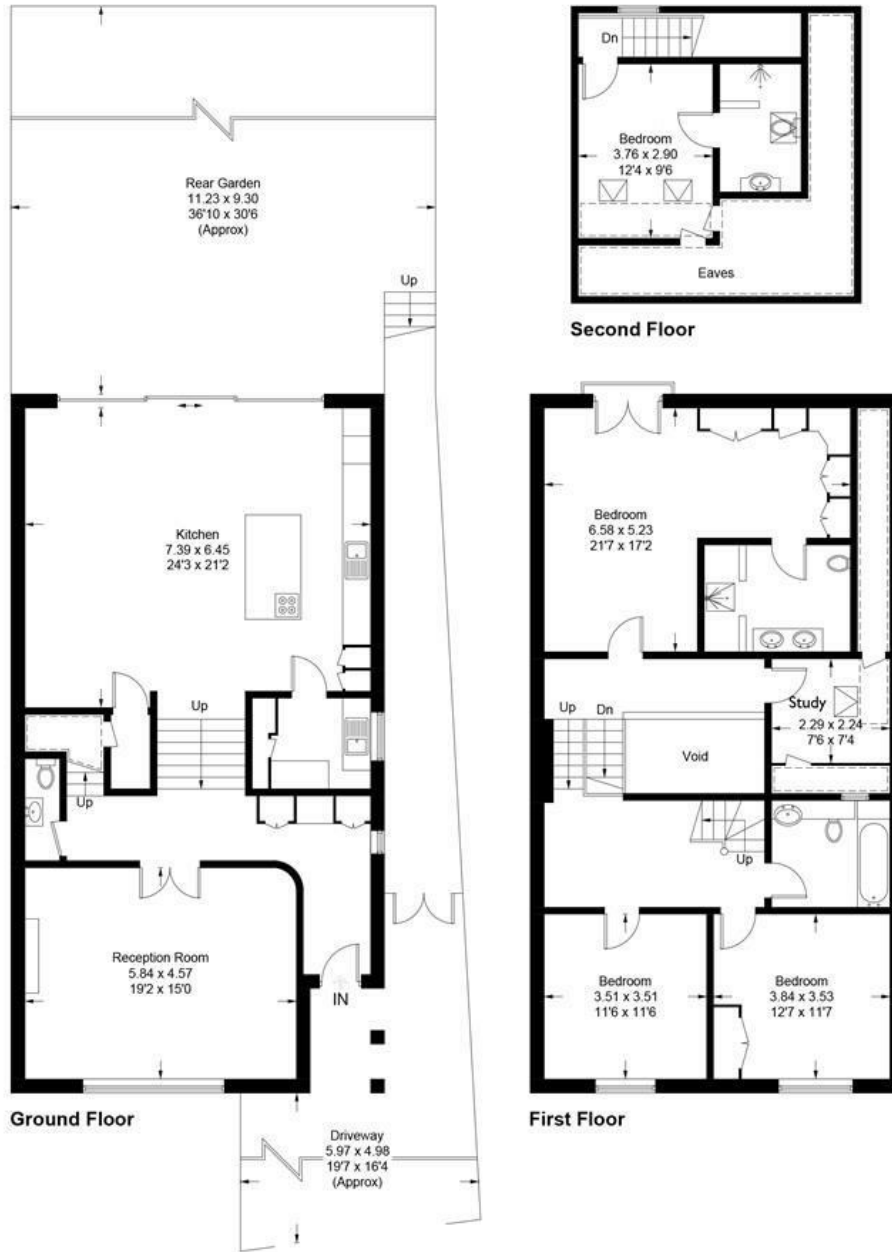 Rear Garden
11.23 x 9.30
36'10 x 30'6
(Approx)
Up
Kitchen
7.39 x 6.45
24'3 x 21'2
Up
Up
Reception Room
5.84 x 4.57
19'2 x 15'0
IN
Ground Floor
Driveway
5.97 x 4.98
19'7 x 16'4
(Approx)
Dn
Bedroom
3.76 x 2.90
12'4 x 9'6
Eaves
Second Floor
Bedroom
6.58 x 5.23
21'7 x 17'2
Up
Dn
Void
Study
2.29 x 2.24
7'6 x 7'4
Up
Bedroom
3.51 x 3.51
11'6 x 11'6
Bedroom
3.84 x 3.53
12'7 x 11'7
First Floor